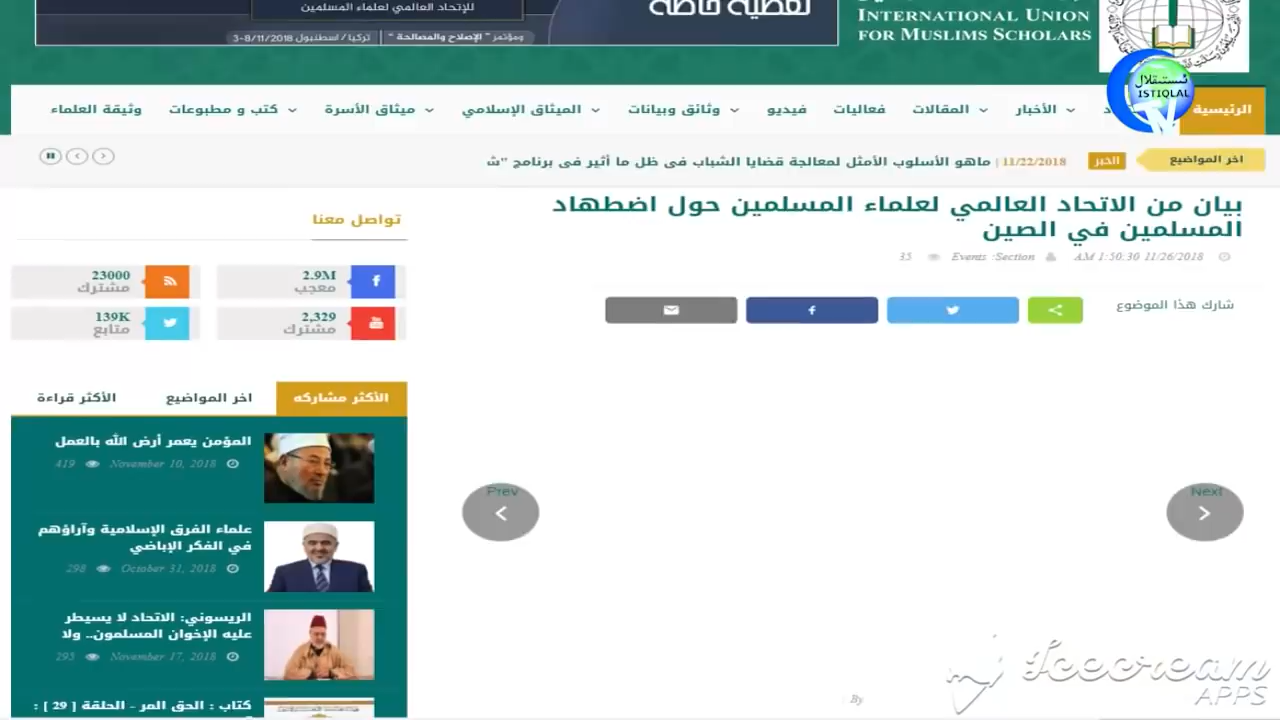 تغطية خاصة
للإتحاد العالمي لعلماء المسلمين
ومؤتمر " الإصلاح والمصالحة " | تركيا / اسطنبول 2018/11/8-3
INTERNATIONAL UNION
FOR MUSLIMS SCHOLARS
ئىستىقلال
ISTIQLAL
TV
الرئيسية
الأخبار
المقالات
فعاليات
فيديو
وثائق وبيانات
الميثاق الإسلامي
ميثاق الأسرة
كتب و مطبوعات
وثيقة العلماء
اخر المواضيع
الخبر
11/22/2018 | ماهو الأسلوب الأمثل لمعالجة قضايا الشباب في ظل ما أثير في برنامج "ش
بيان من الاتحاد العالمي لعلماء المسلمين حول اضطهاد
المسلمين في الصين
11/26/2018 1:50:30 AM
Events :Section
35
شارك هذا الموضوع
تواصل معنا
2.9M
معجب
23000
مشترك
2,329
مشترك
139K
متابع
الأكثر مشاركه
اخر المواضيع
الأكثر قراءة
المؤمن يعمر أرض الله بالعمل
November 10, 2018
419
علماء الفرق الإسلامية وآراؤهم
في الفكر الإباضي
October 31, 2018
298
الريسوني: الاتحاد لا يسيطر
عليه الإخوان المسلمون.. ولا
November 17, 2018
295
كتاب : الحق المر - الحلقة [ 29 ] :
Prev
Next
By
Icecream
APPS